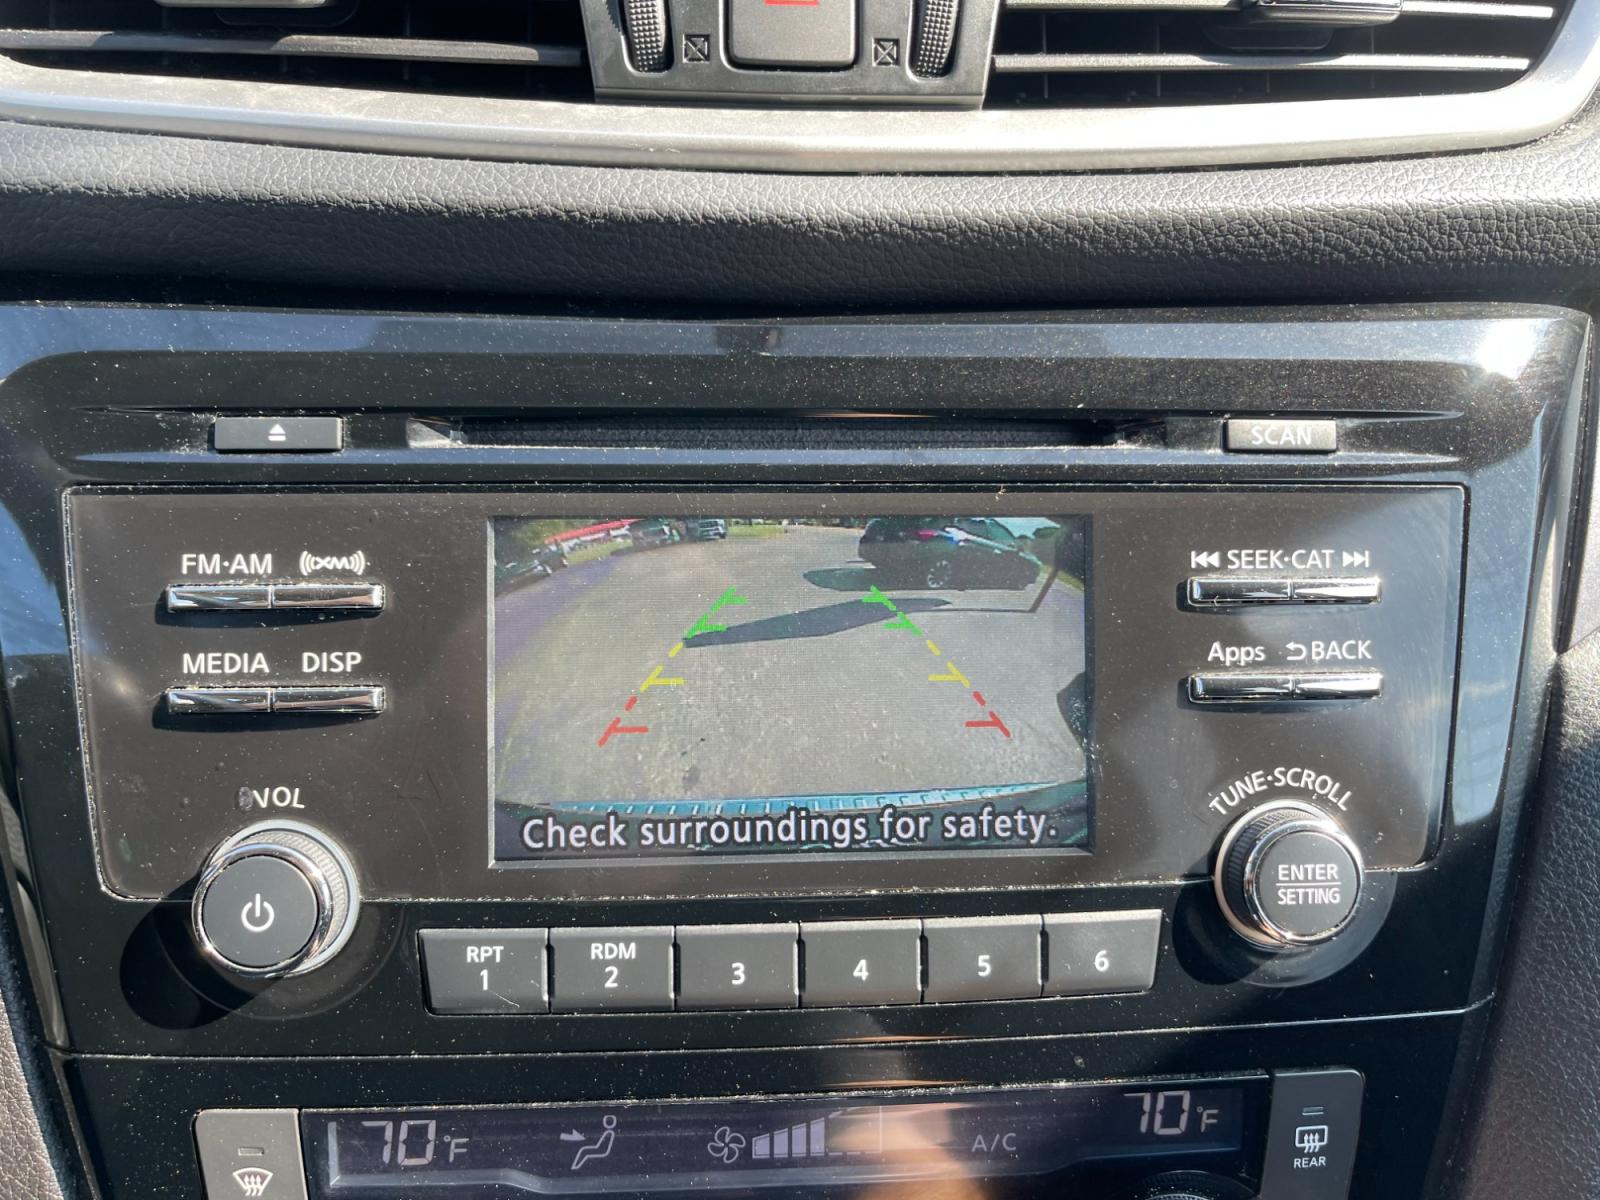 SCAN
FM·AM (((XM)))
SEEK·CAT
MEDIA DISP
Apps BACK
VOL
TUNE·SCROLL
Check surroundings for safety.
ENTER
SETTING
RPT
1
RDM
2
3
4
5
6
70°F
A/C
70°F
REAR